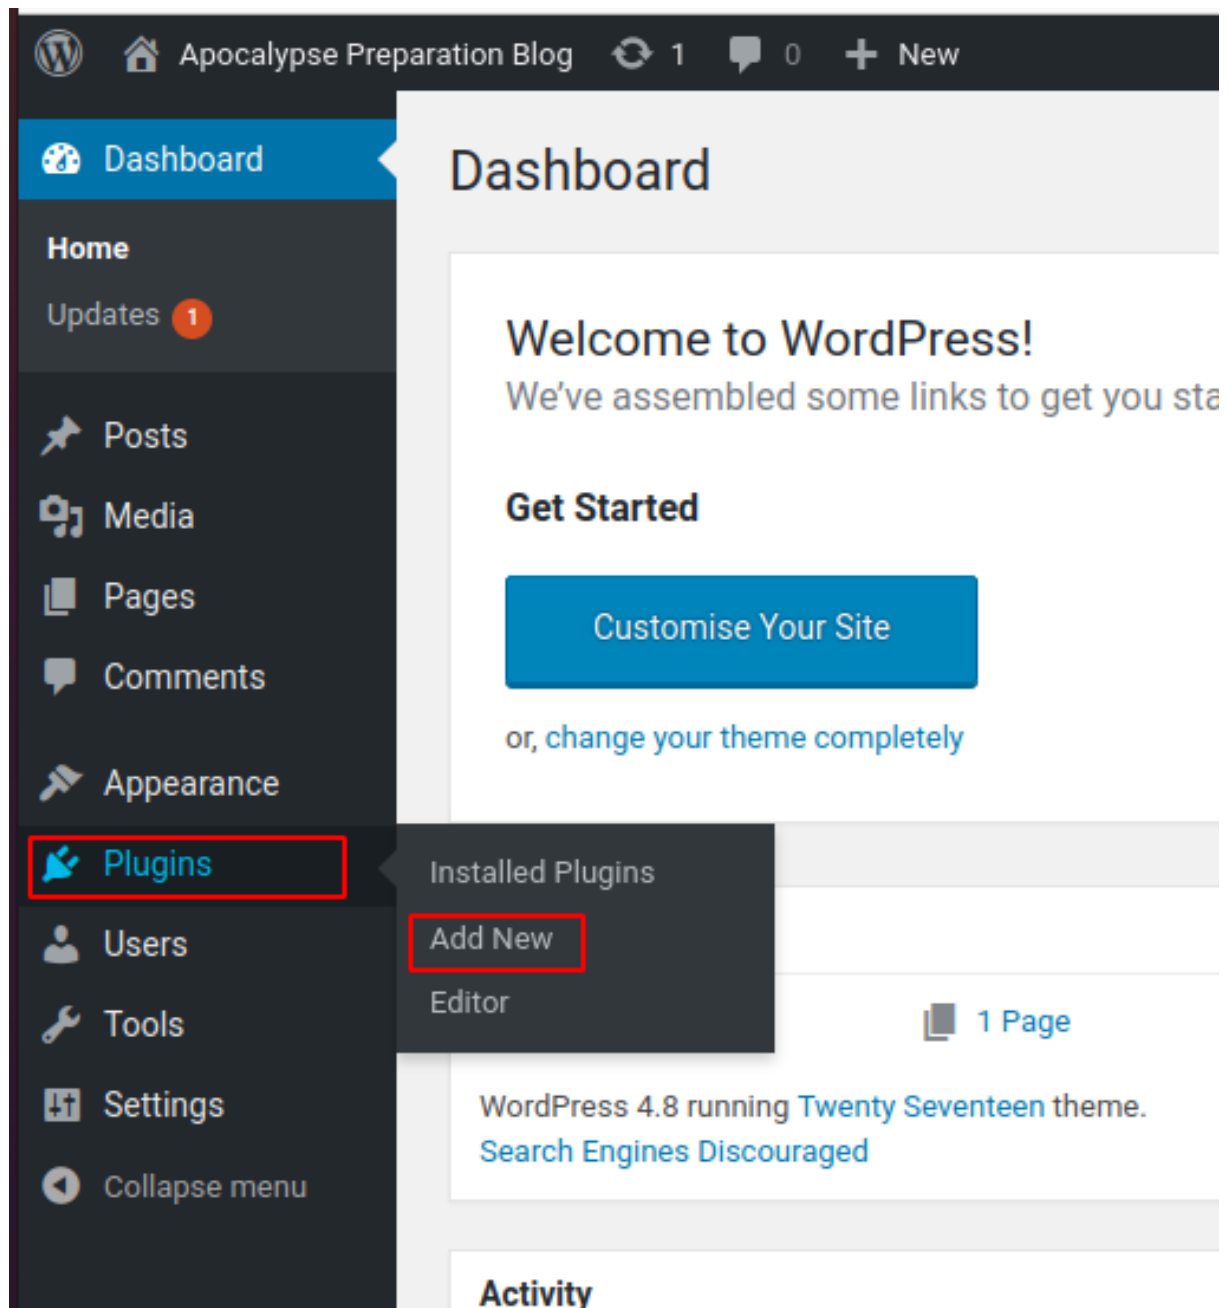 Apocalypse Preparation Blog 1 0 New
Dashboard
Home
Updates 1
Posts
Media
Pages
Comments
Appearance
Plugins
Users
Tools
Settings
Collapse menu
Installed Plugins
Add New
Editor
Dashboard
Welcome to WordPress!
We've assembled some links to get you sta
Get Started
Customise Your Site
or, change your theme completely
1 Page
WordPress 4.8 running Twenty Seventeen theme.
Search Engines Discouraged
Activity